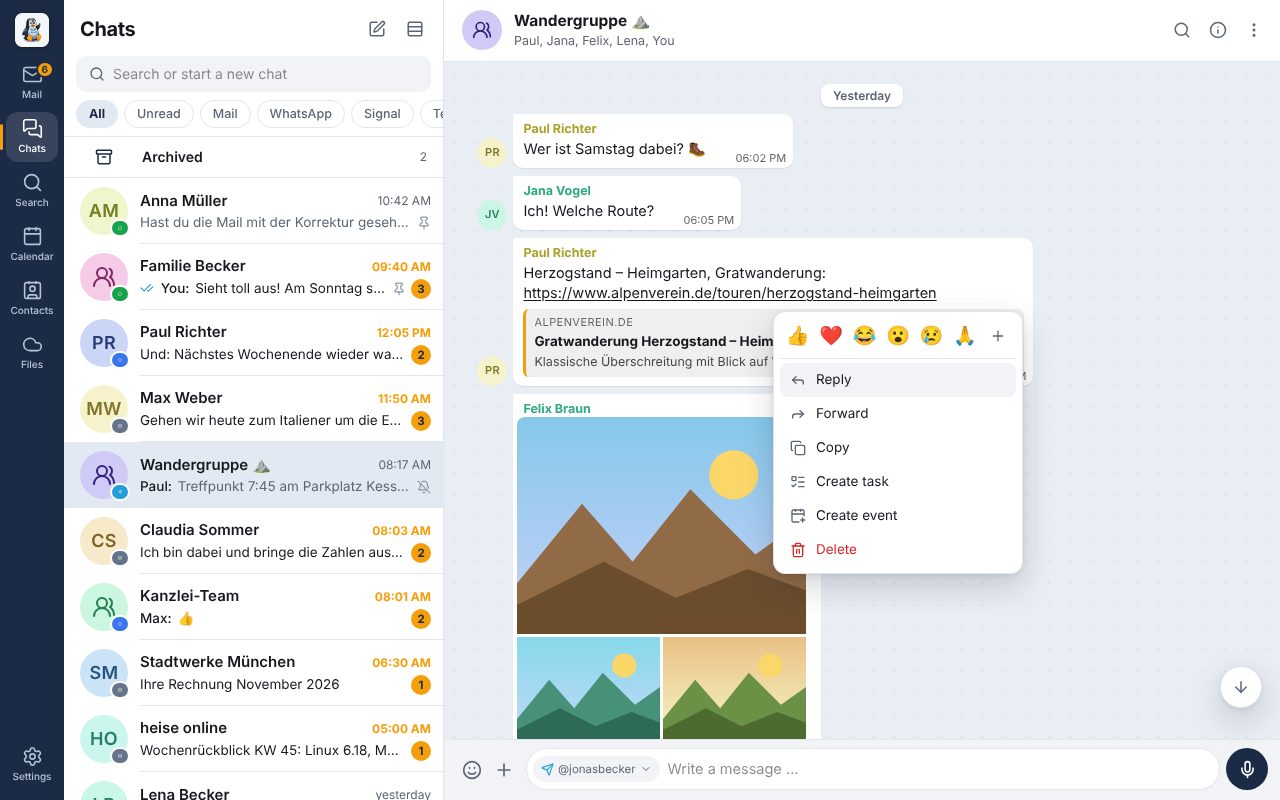 6
Mail
Chats
Search
Calendar
Contacts
Files
Settings
Chats
Search or start a new chat
All
Unread
Mail
WhatsApp
Signal
Archived
2
AM
Anna Müller
10:42 AM
Hast du die Mail mit der Korrektur geseh...
Familie Becker
09:40 AM
You: Sieht toll aus! Am Sonntag s...
3
PR
Paul Richter
12:05 PM
Und: Nächstes Wochenende wieder wa...
2
MW
Max Weber
11:50 AM
Gehen wir heute zum Italiener um die E...
3
Wandergruppe ⛰️
08:17 AM
Paul: Treffpunkt 7:45 am Parkplatz Kess...
CS
Claudia Sommer
08:03 AM
Ich bin dabei und bringe die Zahlen aus...
2
Kanzlei-Team
08:01 AM
Max: 👍
2
SM
Stadtwerke München
06:30 AM
Ihre Rechnung November 2026
1
HO
heise online
05:00 AM
Wochenrückblick KW 45: Linux 6.18, M...
1
Lena Becker
yesterday
Wandergruppe ⛰️
Paul, Jana, Felix, Lena, You
Yesterday
PR
Paul Richter
Wer ist Samstag dabei? 🥾
06:02 PM
JV
Jana Vogel
Ich! Welche Route?
06:05 PM
PR
Paul Richter
Herzogstand – Heimgarten, Gratwanderung:
https://www.alpenverein.de/touren/herzogstand-heimgarten
ALPENVEREIN.DE
Gratwanderung Herzogstand – Heim
Klassische Überschreitung mit Blick auf
Felix Braun
👍 ❤️ 😂 😮 😢 🙏 +
Reply
Forward
Copy
Create task
Create event
Delete
@jonasbecker
Write a message ...